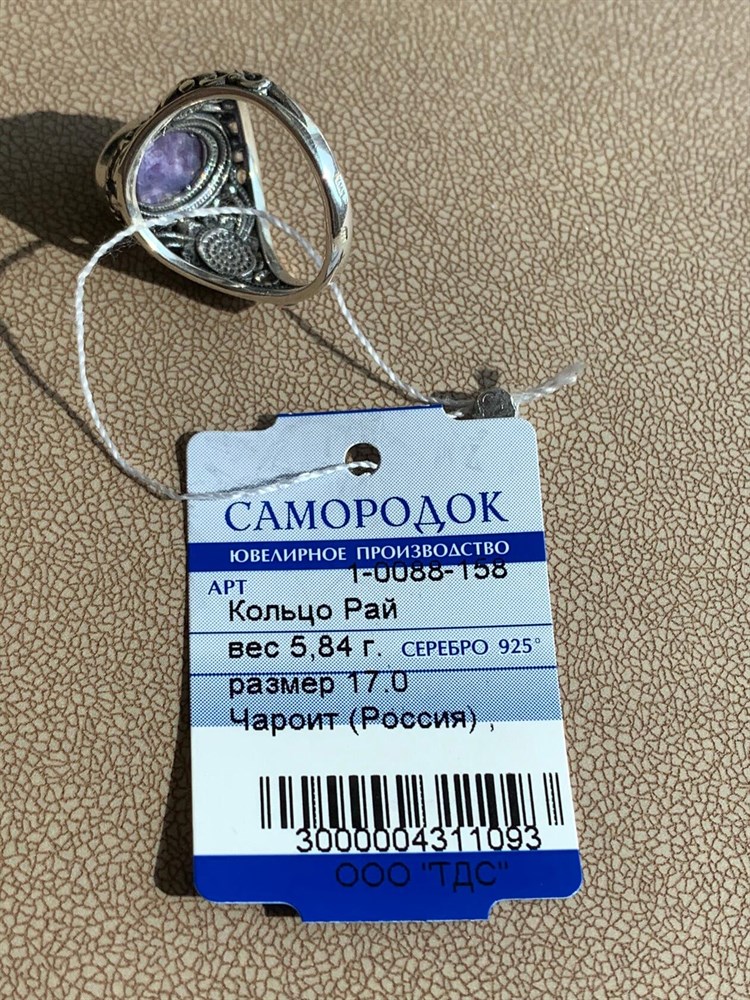 САМОРОДОК
ЮВЕЛИРНОЕ ПРОИЗВОДСТВО
АРТ 1-0088-158
Кольцо Рай
вес 5,84 г. СЕРЕБРО 925°
размер 17.0
Чароит (Россия) ,
3000004311093
ООО "ТДС"